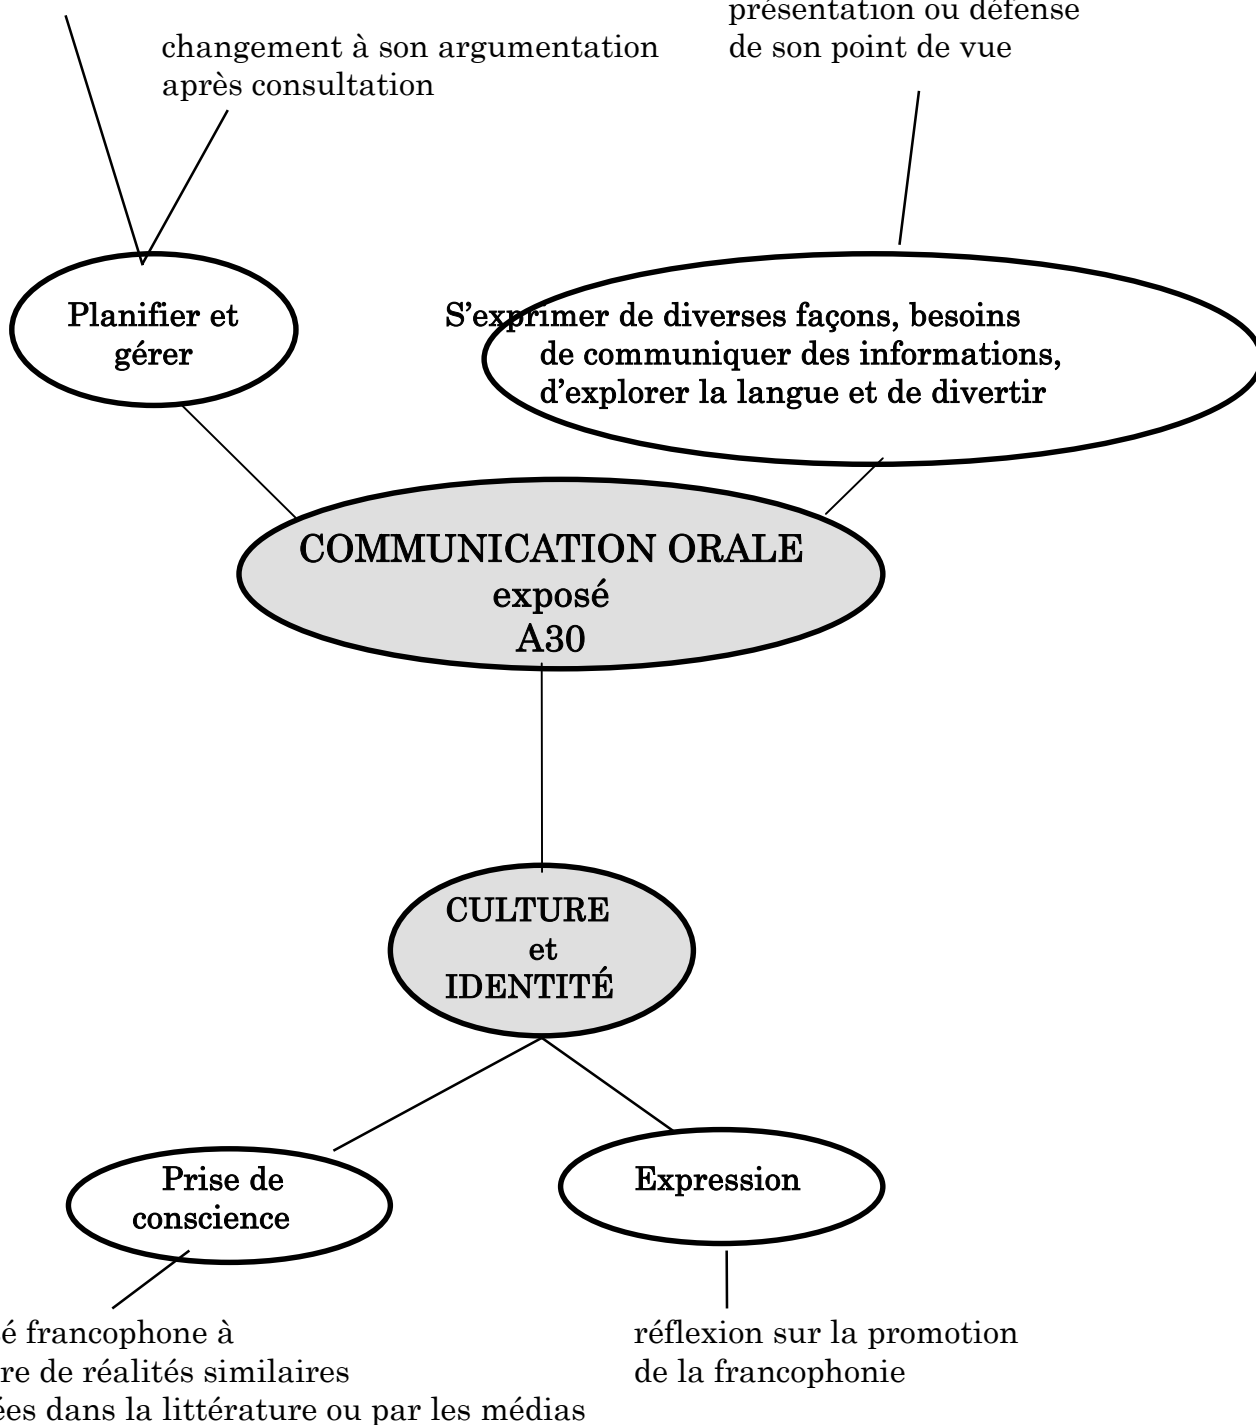 changement à son argumentation
après consultation
présentation ou défense
de son point de vue
Planifier et
gérer
S'exprimer de diverses façons, besoins
de communiquer des informations,
d'explorer la langue et de divertir
COMMUNICATION ORALE
exposé
A30
CULTURE
et
IDENTITÉ
Prise de
conscience
Expression
é francophone à
re de réalités similaires
ées dans la littérature ou par les médias
réflexion sur la promotion
de la francophonie